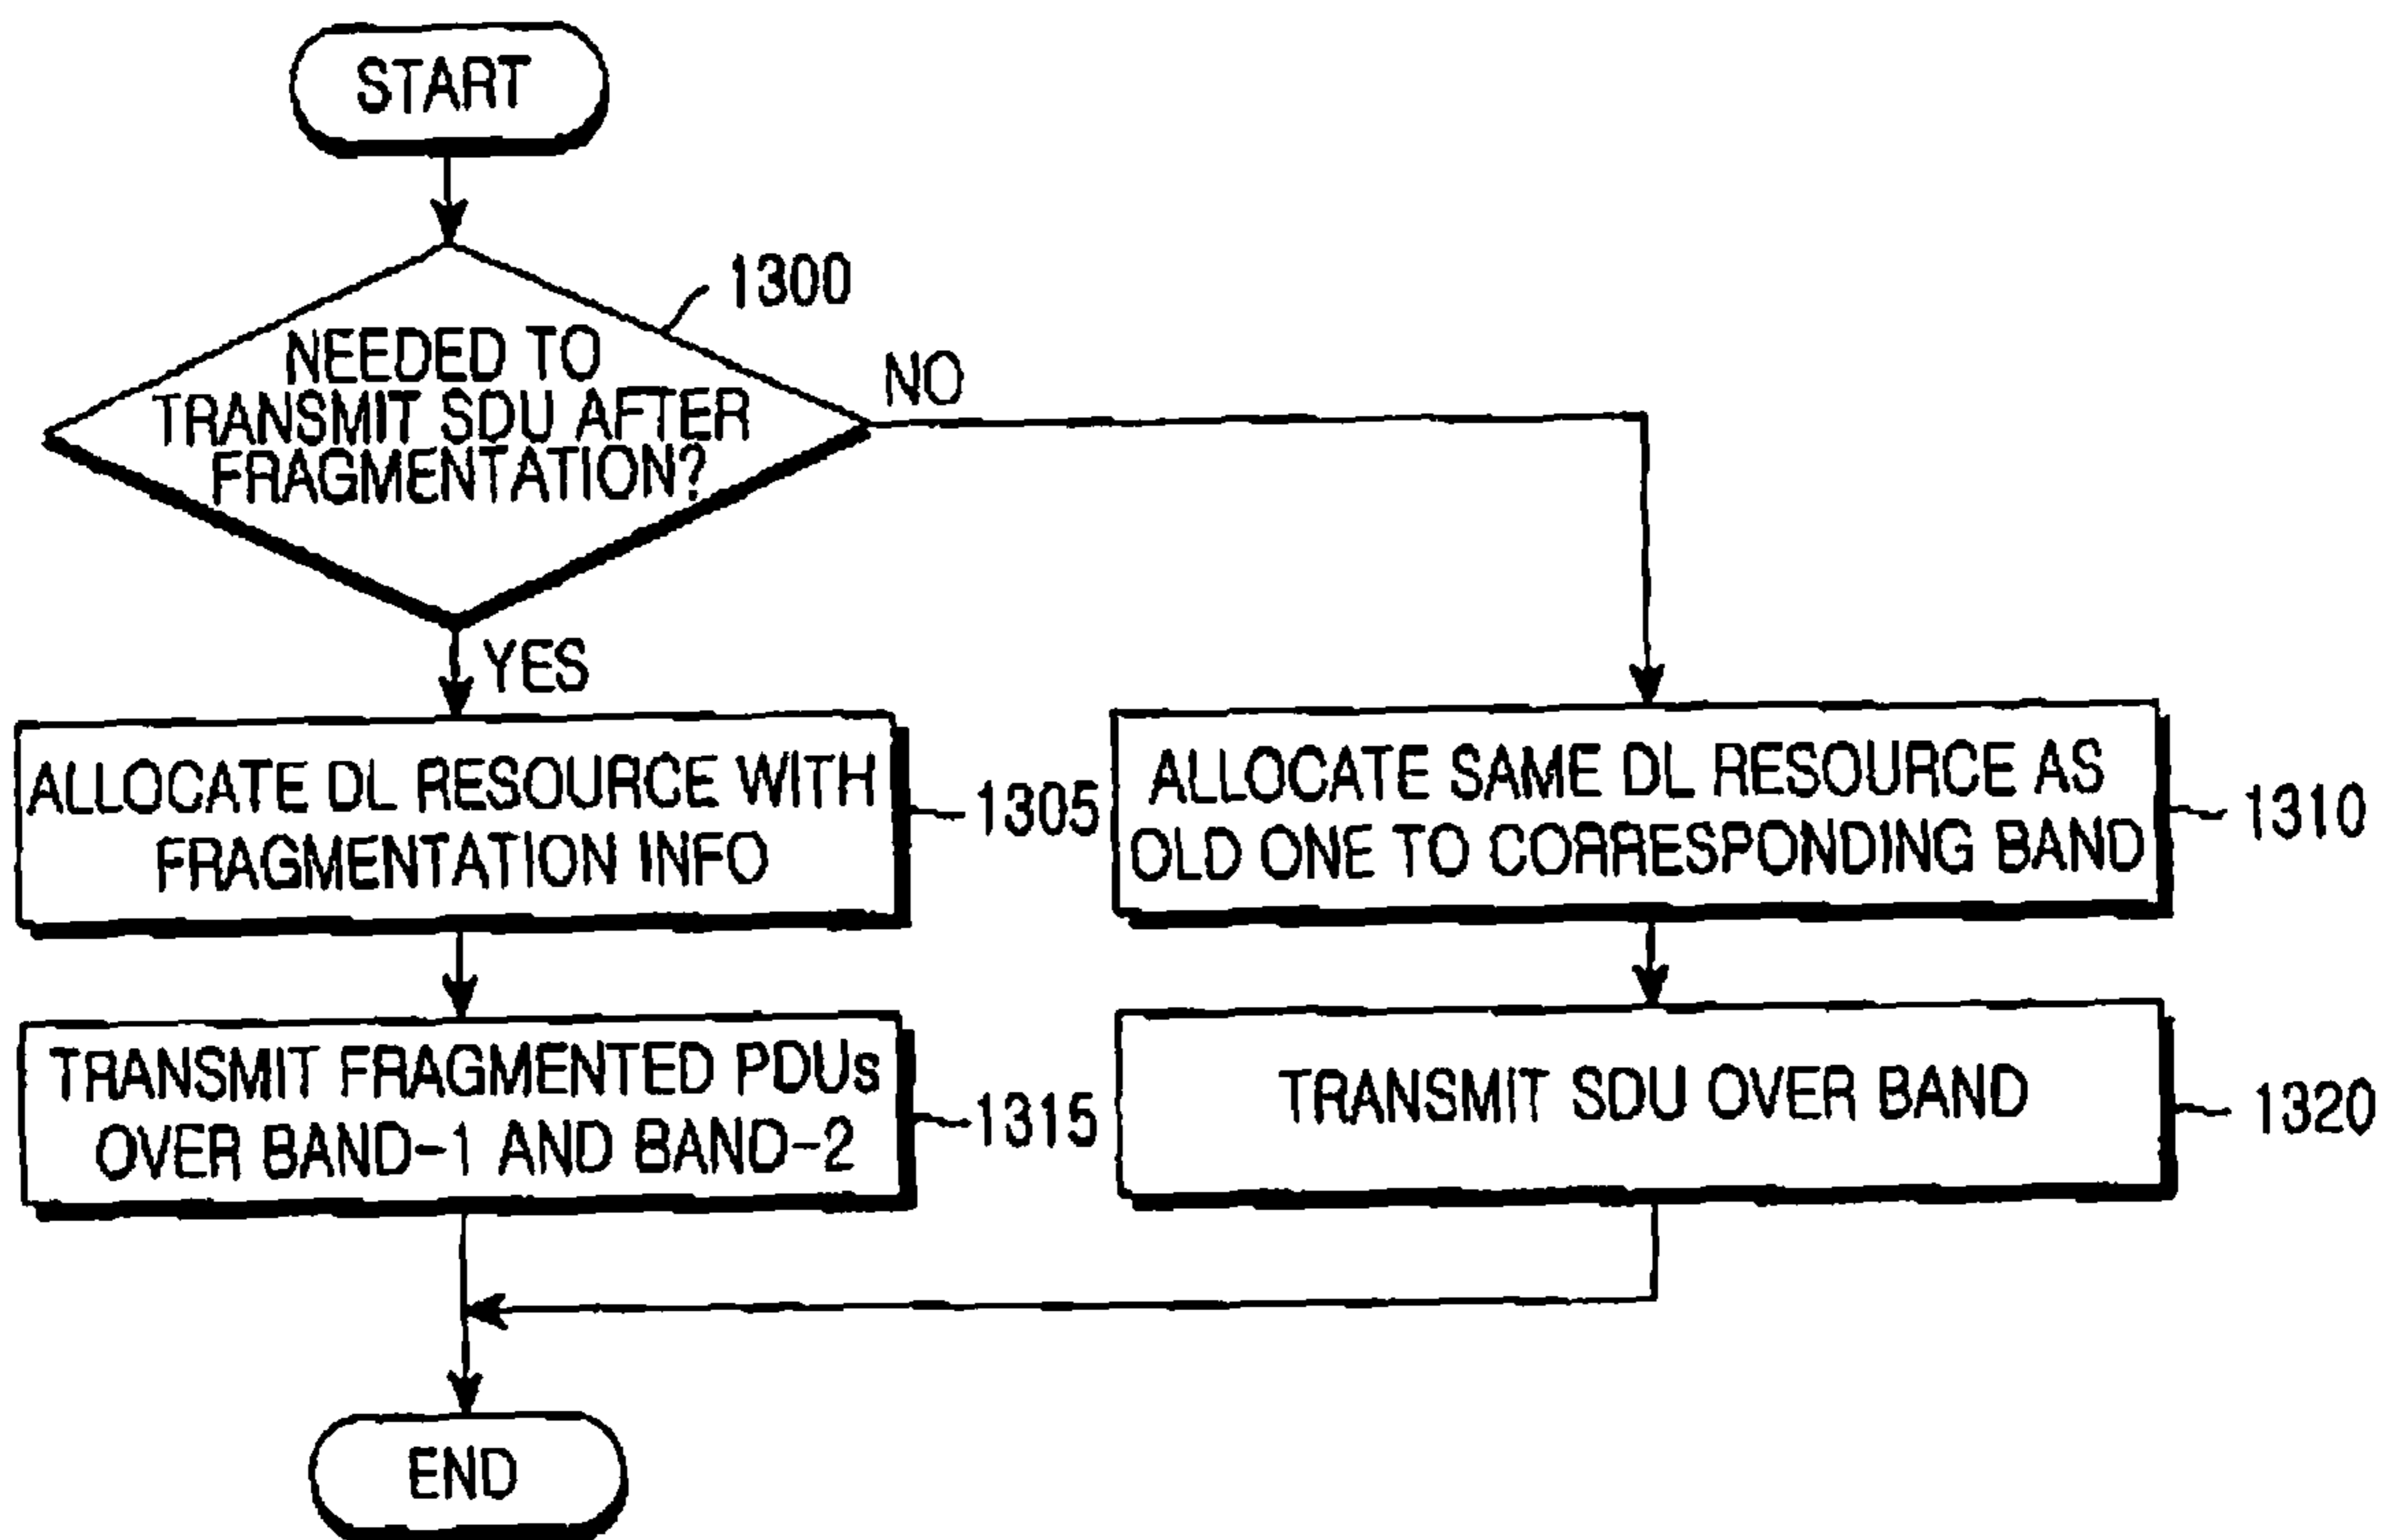 START
1300
NEEDED TO
TRANSMIT SDU AFTER
FRAGMENTATION?
NO
YES
ALLOCATE DL RESOURCE WITH
FRAGMENTATION INFO
1305
ALLOCATE SAME DL RESOURCE AS
OLD ONE TO CORRESPONDING BAND
1310
TRANSMIT FRAGMENTED PDUs
OVER BAND-1 AND BAND-2
1315
TRANSMIT SDU OVER BAND
1320
END